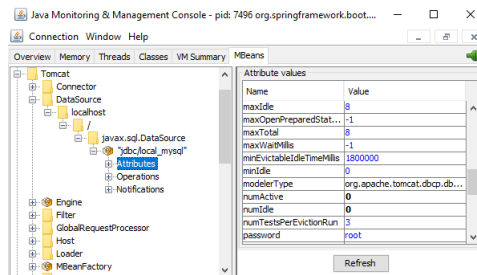 Java Monitoring & Management Console - pid: 7496 org.springframework.boot....
Connection Window Help
Overview Memory Threads Classes VM Summary MBeans
Tomcat
Connector
DataSource
localhost
/
javax.sql.DataSource
"jdbc/local_mysql"
Attributes
Operations
Notifications
Engine
Filter
GlobalRequestProcessor
Host
Loader
MBeanFactory
Attribute values
Name Value
maxIdle 8
maxOpenPreparedStat... -1
maxTotal 8
maxWaitMillis -1
minEvictableIdleTimeMillis 1800000
minIdle 0
modelerType org.apache.tomcat.dbcp.db...
numActive 0
numIdle 0
numTestsPerEvictionRun 3
password root
Refresh